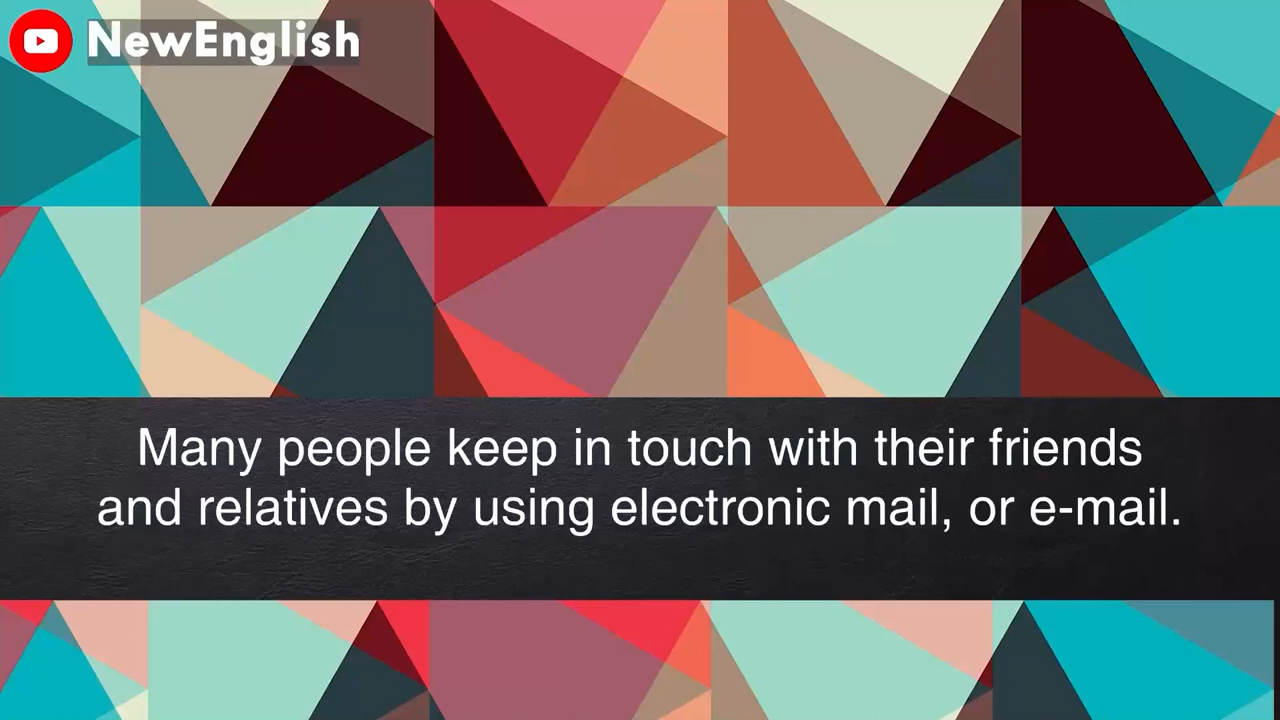 NewEnglish
Many people keep in touch with their friends
and relatives by using electronic mail, or e-mail.